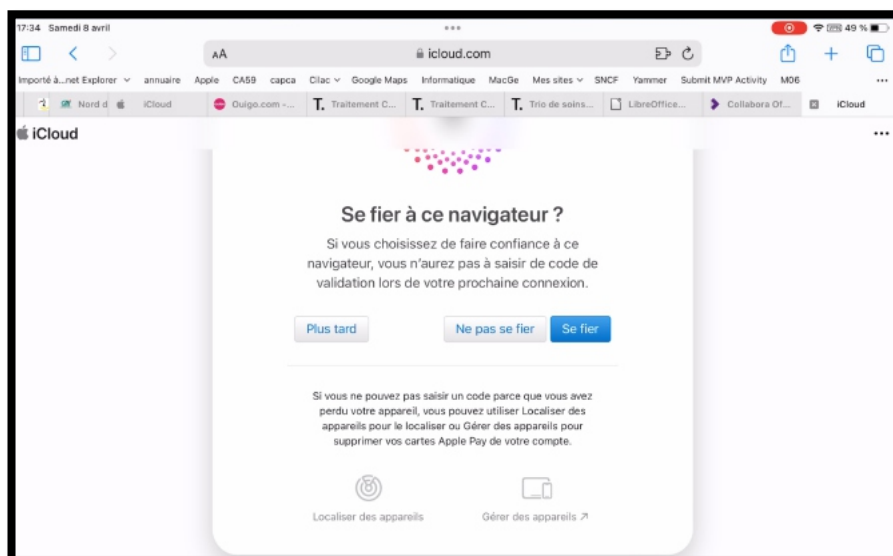 17:34 Samedi 8 avril
49 %
AA
icloud.com
Importé à...net Explorer
annuaire
Apple
CA59
capca
Cilac
Google Maps
Informatique
MacGe
Mes sites
SNCF
Yammer
Submit MVP Activity
M06
Nord d
iCloud
Ouigo.com -...
Traitement C...
Traitement C...
Trio de soins...
LibreOffice...
Collabora Of...
iCloud
iCloud
Se fier à ce navigateur ?
Si vous choisissez de faire confiance à ce
navigateur, vous n'aurez pas à saisir de code de
validation lors de votre prochaine connexion.
Plus tard
Ne pas se fier
Se fier
Si vous ne pouvez pas saisir un code parce que vous avez
perdu votre appareil, vous pouvez utiliser Localiser des
appareils pour le localiser ou Gérer des appareils pour
supprimer vos cartes Apple Pay de votre compte.
Localiser des appareils
Gérer des appareils ↗